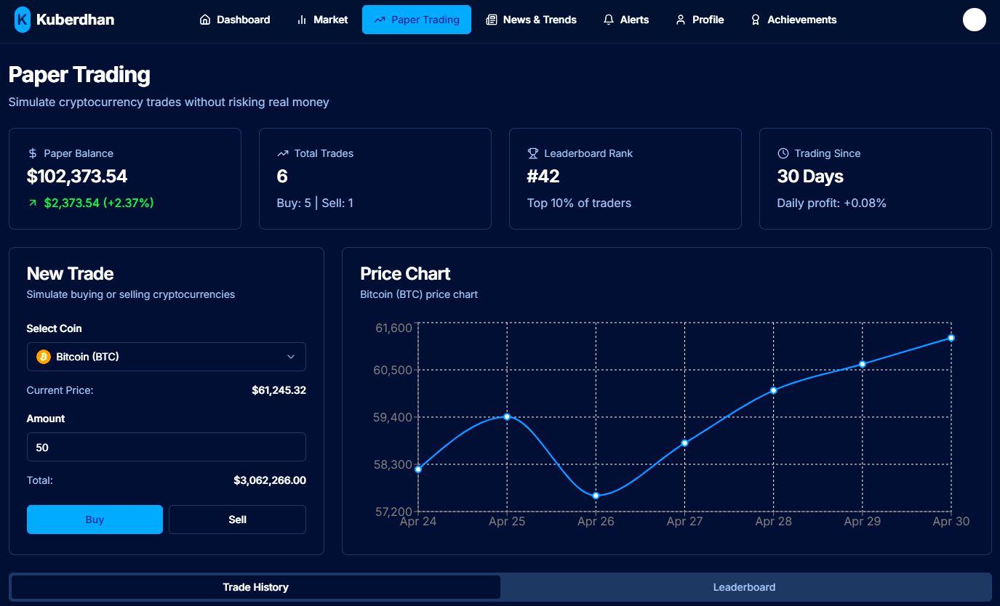 K Kuberdhan Dashboard Market Paper Trading News & Trends Alerts Profile Achievements
Paper Trading
Simulate cryptocurrency trades without risking real money
Paper Balance
$102,373.54
$2,373.54 (+2.37%)
Total Trades
6
Buy: 5 | Sell: 1
Leaderboard Rank
#42
Top 10% of traders
Trading Since
30 Days
Daily profit: +0.08%
New Trade
Simulate buying or selling cryptocurrencies
Select Coin
Bitcoin (BTC)
Current Price: $61,245.32
Amount
50
Total: $3,062,266.00
Buy Sell
Price Chart
Bitcoin (BTC) price chart
61,600
60,500
59,400
58,300
57,200
Apr 24 Apr 25 Apr 26 Apr 27 Apr 28 Apr 29 Apr 30
Trade History Leaderboard